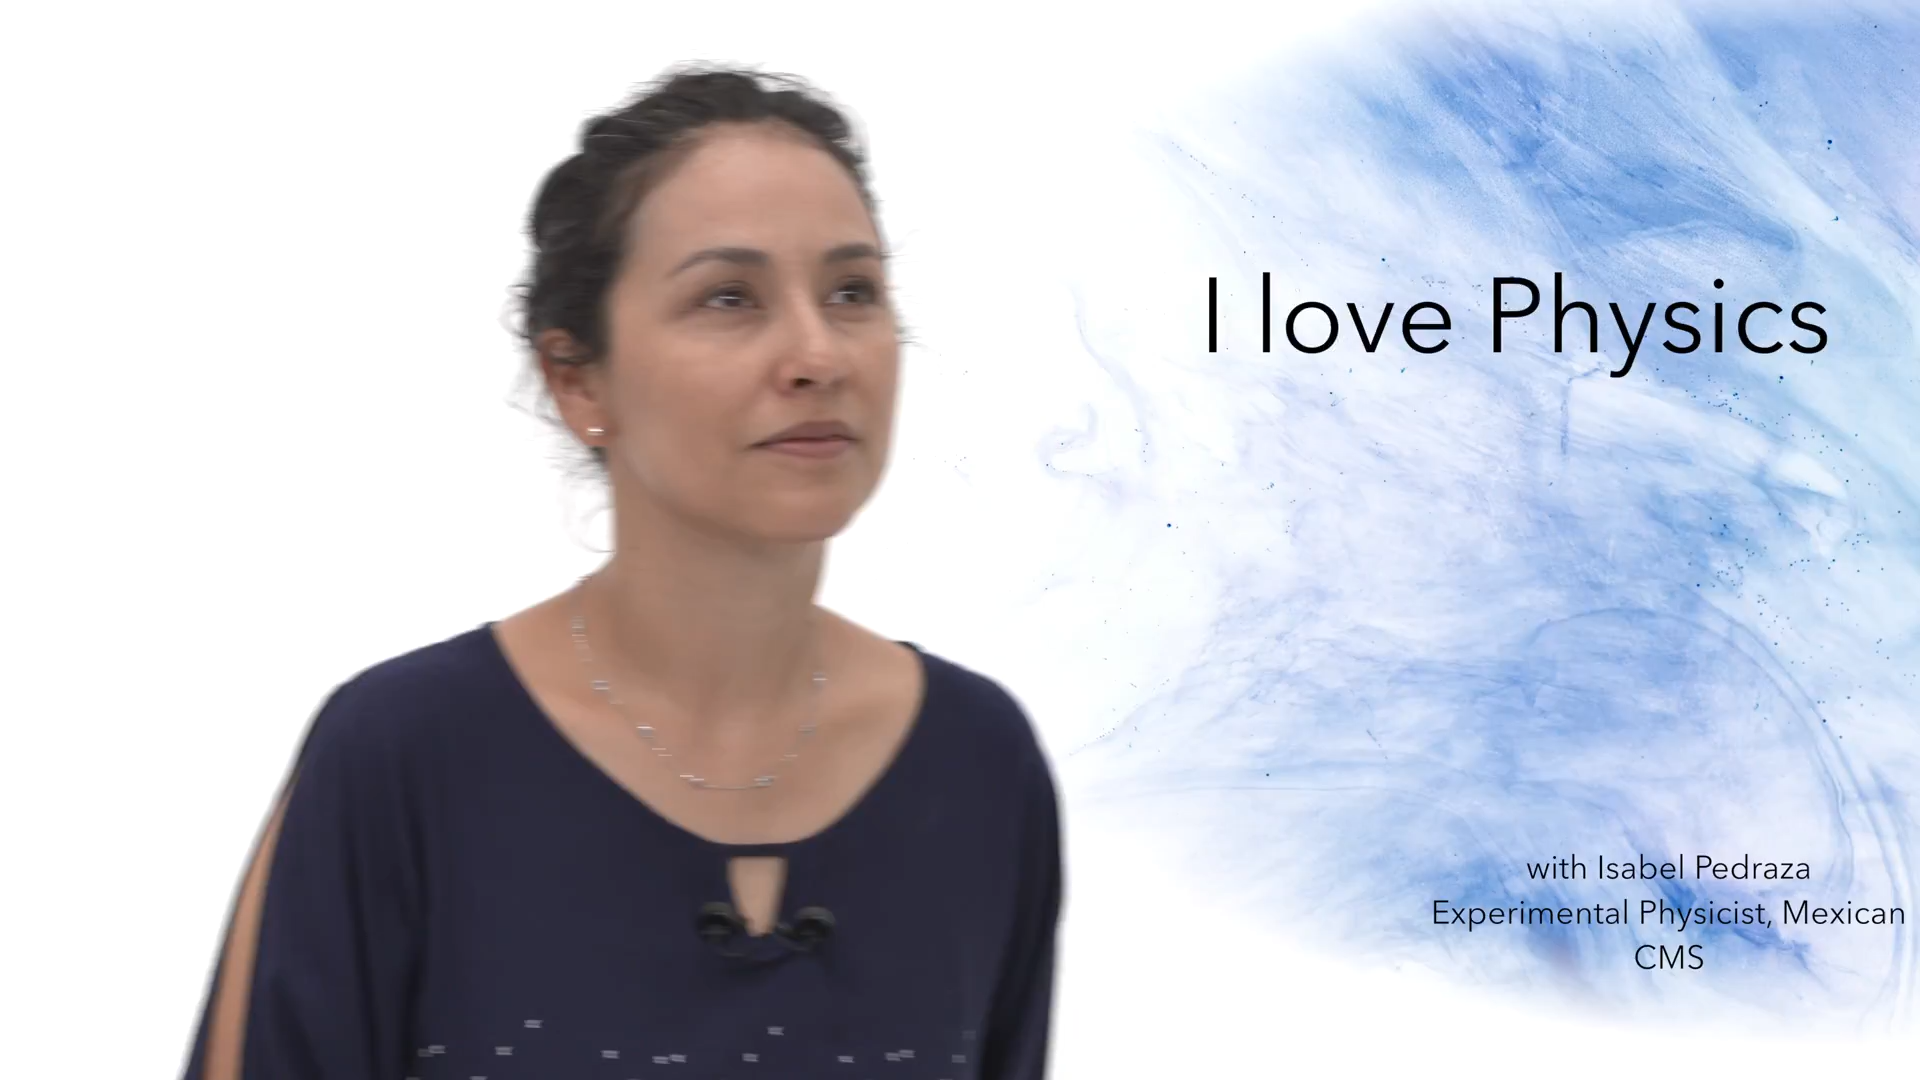 I love Physics
with Isabel Pedraza
Experimental Physicist, Mexican
CMS